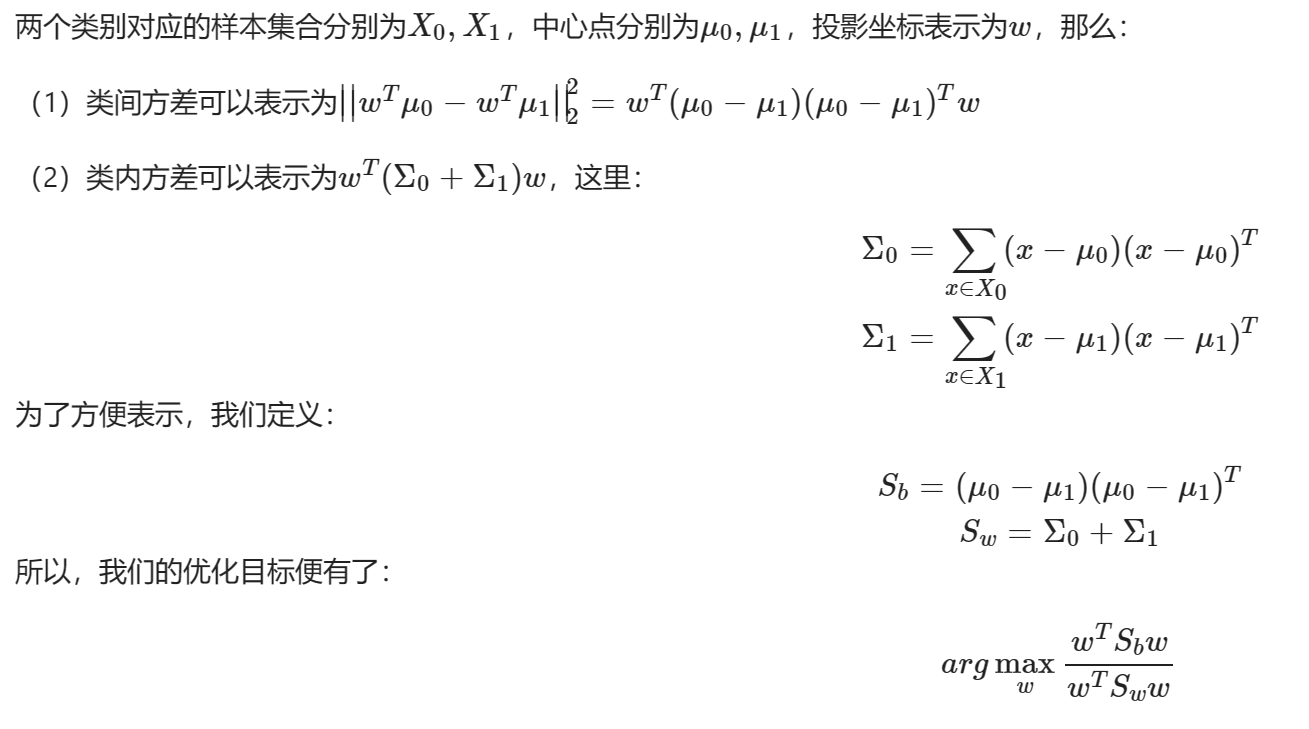 两个类别对应的样本集合分别为$X_0, X_1$，中心点分别为$\mu_0, \mu_1$，投影坐标表示为$w$，那么：
（1）类间方差可以表示为$||w^T\mu_0 - w^T\mu_1||_2^2 = w^T(\mu_0 - \mu_1)(\mu_0 - \mu_1)^T w$
（2）类内方差可以表示为$w^T(\Sigma_0 + \Sigma_1)w$，这里：
$\Sigma_0 = \sum_{x \in X_0}(x - \mu_0)(x - \mu_0)^T$
$\Sigma_1 = \sum_{x \in X_1}(x - \mu_1)(x - \mu_1)^T$
为了方便表示，我们定义：
$S_b = (\mu_0 - \mu_1)(\mu_0 - \mu_1)^T$
$S_w = \Sigma_0 + \Sigma_1$
所以，我们的优化目标便有了：
$arg \max_w \frac{w^T S_b w}{w^T S_w w}$